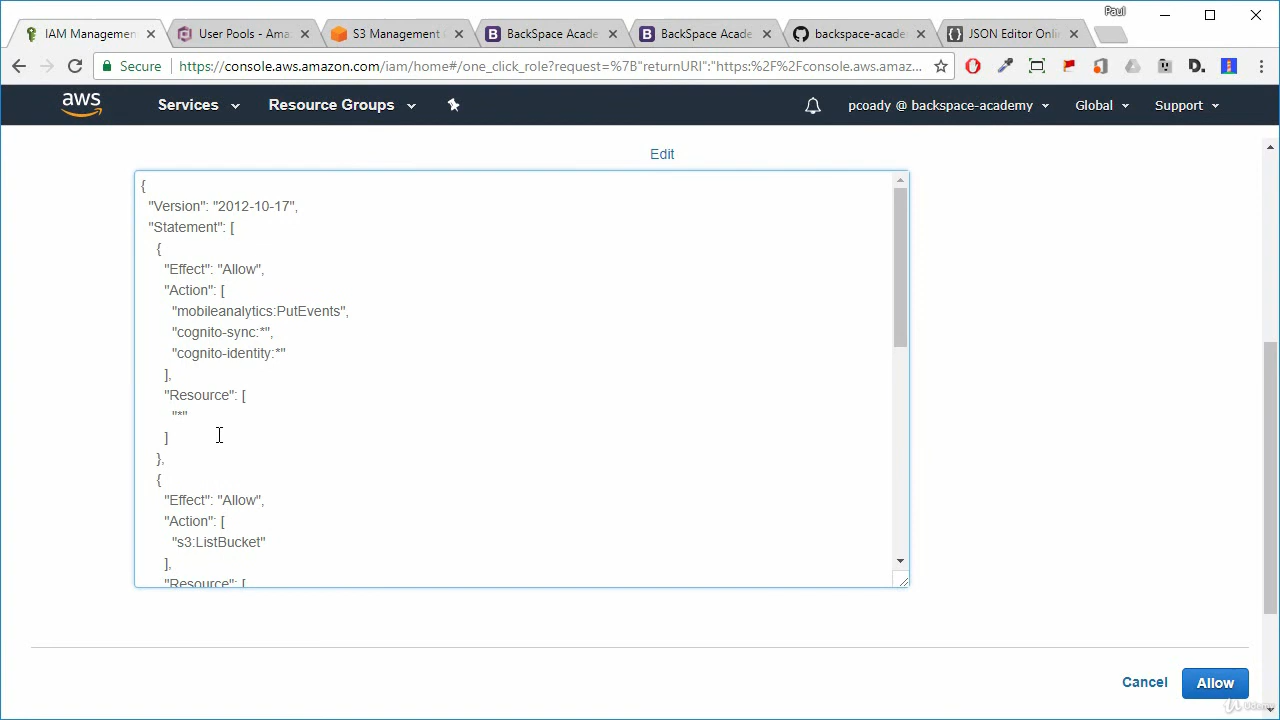 Paul
IAM Managemen
User Pools - Ama
S3 Management
BackSpace Acade
BackSpace Acade
backspace-acade
JSON Editor Onli
Secure
https://console.aws.amazon.com/iam/home#/one_click_role?request=%7B"returnURI":"https:%2F%2Fconsole.aws.amaz...
aws
Services
Resource Groups
pcoady @ backspace-academy
Global
Support
Edit
{
"Version": "2012-10-17",
"Statement": [
{
"Effect": "Allow",
"Action": [
"mobileanalytics:PutEvents",
"cognito-sync:*",
"cognito-identity:*"
],
"Resource": [
"*"
]
},
{
"Effect": "Allow",
"Action": [
"s3:ListBucket"
],
"Resource": [
Cancel
Allow
Udemy